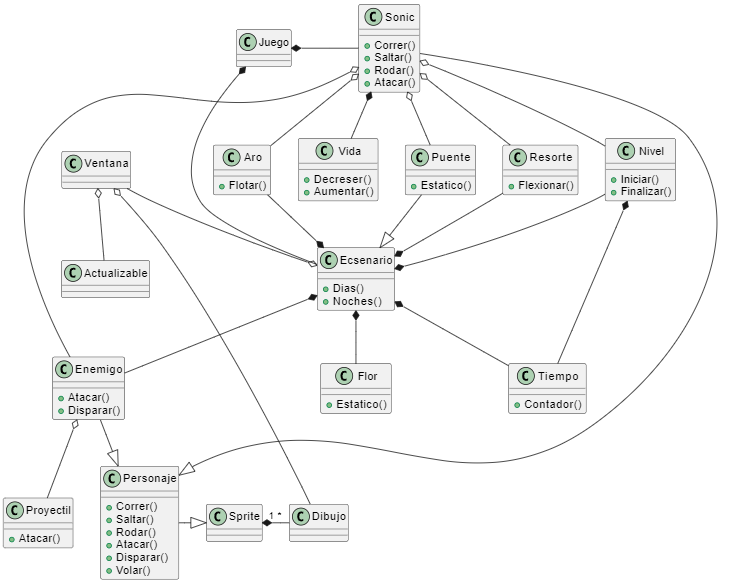 C Sonic
Correr()
Saltar()
Rodar()
Atacar()
C Juego
C Ventana
C Aro
Flotar()
C Vida
Decreser()
Aumentar()
C Puente
Estatico()
C Resorte
Flexionar()
C Nivel
Iniciar()
Finalizar()
C Actualizable
C Ecsenario
Dias()
Noches()
C Enemigo
Atacar()
Disparar()
C Flor
Estatico()
C Tiempo
Contador()
C Proyectil
Atacar()
C Personaje
Correr()
Saltar()
Rodar()
Atacar()
Disparar()
Volar()
C Sprite
1 *
C Dibujo